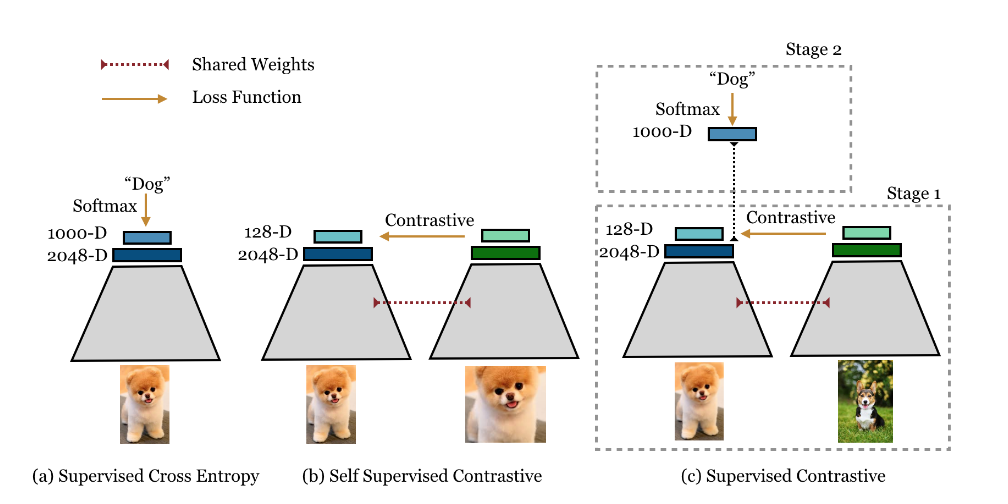 Stage 2
Shared Weights
Loss Function
"Dog"
Softmax
1000-D
Stage 1
"Dog"
Softmax
1000-D
2048-D
128-D
2048-D
Contrastive
128-D
2048-D
Contrastive
(a) Supervised Cross Entropy
(b) Self Supervised Contrastive
(c) Supervised Contrastive